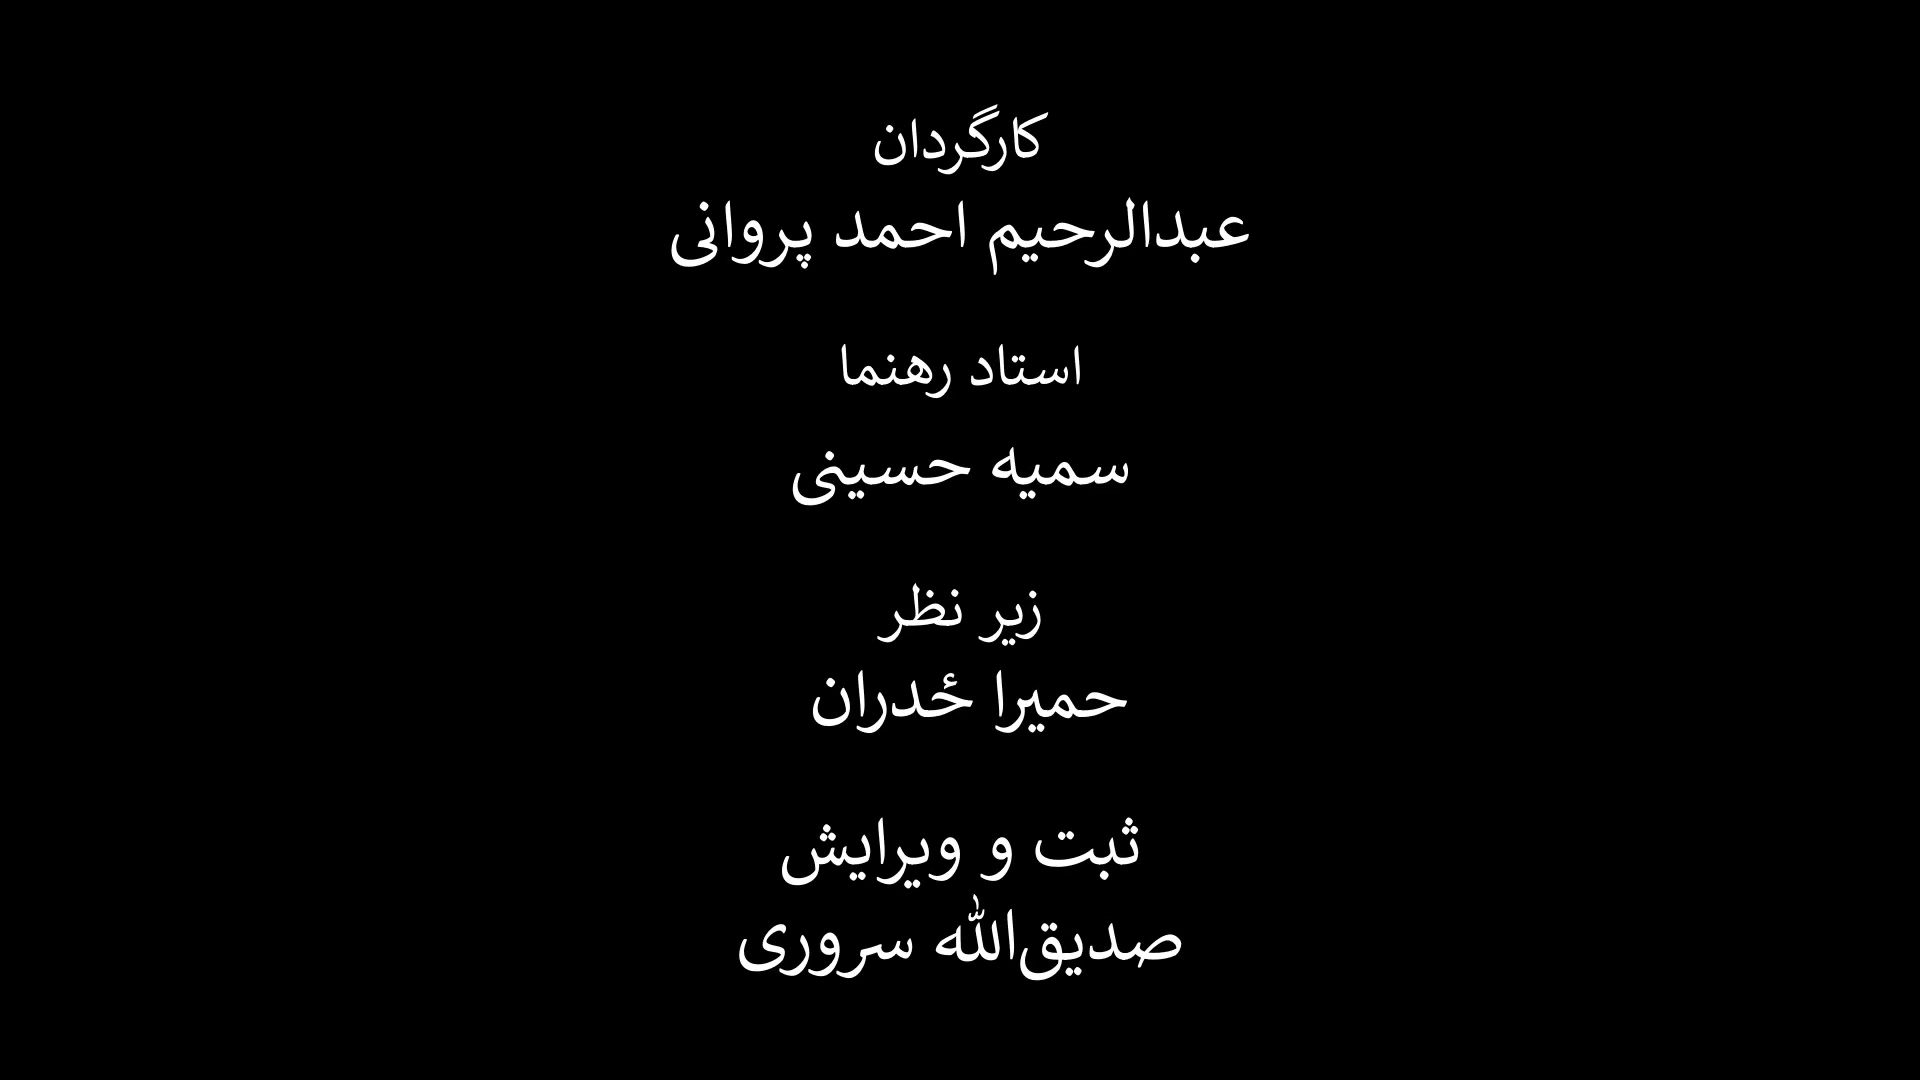 کارگردان
عبدالرحیم احمد پروانی
استاد رهنما
سمیه حسینی
زیر نظر
حمیرا ځدران
ثبت و ویرایش
صدیق‌الله سروری